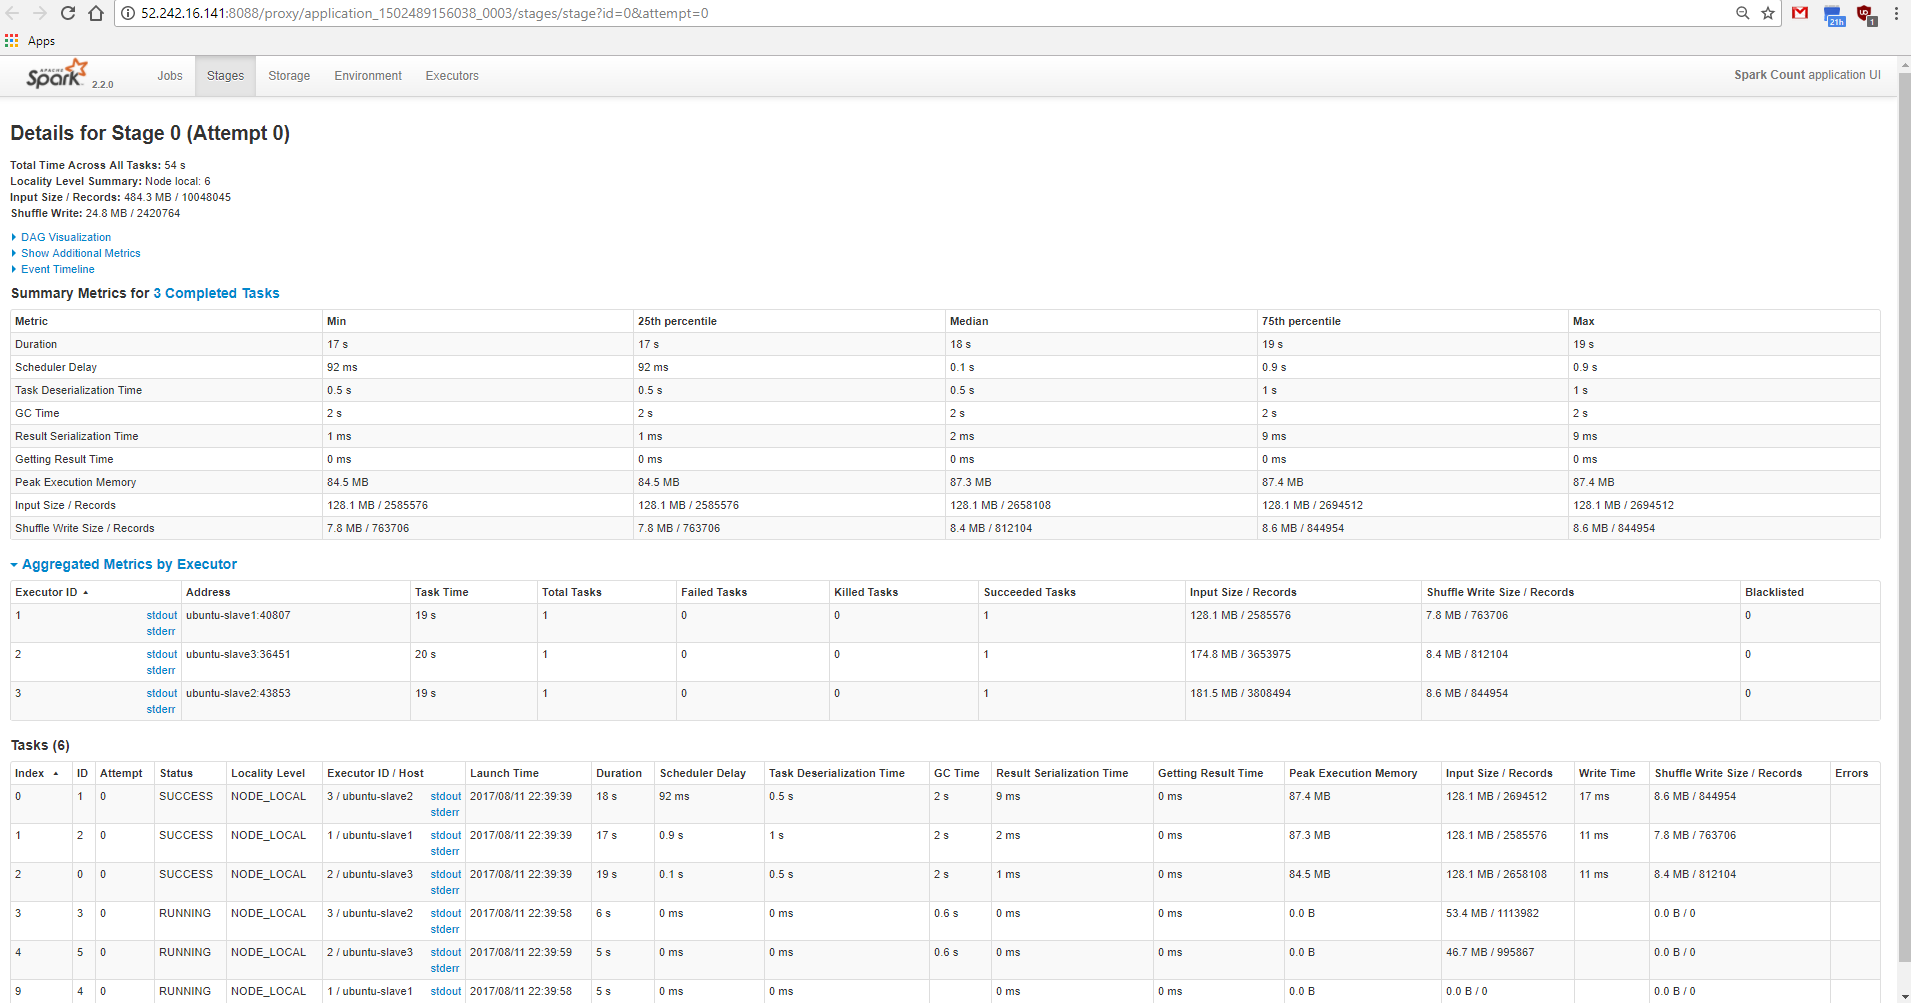 52.242.16.141:8088/proxy/application_1502489156038_0003/stages/stage?id=0&attempt=0
21h
1
Apps
APACHE Spark 2.2.0 Jobs Stages Storage Environment Executors Spark Count application UI
Details for Stage 0 (Attempt 0)
Total Time Across All Tasks: 54 s
Locality Level Summary: Node local: 6
Input Size / Records: 484.3 MB / 10048045
Shuffle Write: 24.8 MB / 2420764
DAG Visualization
Show Additional Metrics
Event Timeline
Summary Metrics for 3 Completed Tasks
Metric Min 25th percentile Median 75th percentile Max
Duration 17 s 17 s 18 s 19 s 19 s
Scheduler Delay 92 ms 92 ms 0.1 s 0.9 s 0.9 s
Task Deserialization Time 0.5 s 0.5 s 0.5 s 1 s 1 s
GC Time 2 s 2 s 2 s 2 s 2 s
Result Serialization Time 1 ms 1 ms 2 ms 9 ms 9 ms
Getting Result Time 0 ms 0 ms 0 ms 0 ms 0 ms
Peak Execution Memory 84.5 MB 84.5 MB 87.3 MB 87.4 MB 87.4 MB
Input Size / Records 128.1 MB / 2585576 128.1 MB / 2585576 128.1 MB / 2658108 128.1 MB / 2694512 128.1 MB / 2694512
Shuffle Write Size / Records 7.8 MB / 763706 7.8 MB / 763706 8.4 MB / 812104 8.6 MB / 844954 8.6 MB / 844954
Aggregated Metrics by Executor
Executor ID Address Task Time Total Tasks Failed Tasks Killed Tasks Succeeded Tasks Input Size / Records Shuffle Write Size / Records Blacklisted
1 stdout ubuntu-slave1:40807 19 s 1 0 0 1 128.1 MB / 2585576 7.8 MB / 763706 0
stderr
2 stdout ubuntu-slave3:36451 20 s 1 0 0 1 174.8 MB / 3653975 8.4 MB / 812104 0
stderr
3 stdout ubuntu-slave2:43853 19 s 1 0 0 1 181.5 MB / 3808494 8.6 MB / 844954 0
stderr
Tasks (6)
Index ID Attempt Status Locality Level Executor ID / Host Launch Time Duration Scheduler Delay Task Deserialization Time GC Time Result Serialization Time Getting Result Time Peak Execution Memory Input Size / Records Write Time Shuffle Write Size / Records Errors
0 1 0 SUCCESS NODE_LOCAL 3 / ubuntu-slave2 stdout 2017/08/11 22:39:39 18 s 92 ms 0.5 s 2 s 9 ms 0 ms 87.4 MB 128.1 MB / 2694512 17 ms 8.6 MB / 844954
stderr
1 2 0 SUCCESS NODE_LOCAL 1 / ubuntu-slave1 stdout 2017/08/11 22:39:39 17 s 0.9 s 1 s 2 s 2 ms 0 ms 87.3 MB 128.1 MB / 2585576 11 ms 7.8 MB / 763706
stderr
2 0 0 SUCCESS NODE_LOCAL 2 / ubuntu-slave3 stdout 2017/08/11 22:39:39 19 s 0.1 s 0.5 s 2 s 1 ms 0 ms 84.5 MB 128.1 MB / 2658108 11 ms 8.4 MB / 812104
stderr
3 3 0 RUNNING NODE_LOCAL 3 / ubuntu-slave2 stdout 2017/08/11 22:39:58 6 s 0 ms 0 ms 0.6 s 0 ms 0 ms 0.0 B 53.4 MB / 1113982 0.0 B / 0
stderr
4 5 0 RUNNING NODE_LOCAL 2 / ubuntu-slave3 stdout 2017/08/11 22:39:59 5 s 0 ms 0 ms 0.6 s 0 ms 0 ms 0.0 B 46.7 MB / 995867 0.0 B / 0
stderr
9 4 0 RUNNING NODE_LOCAL 1 / ubuntu-slave1 stdout 2017/08/11 22:39:58 5 s 0 ms 0 ms 0 ms 0 ms 0.0 B 0.0 B / 0 0.0 B / 0